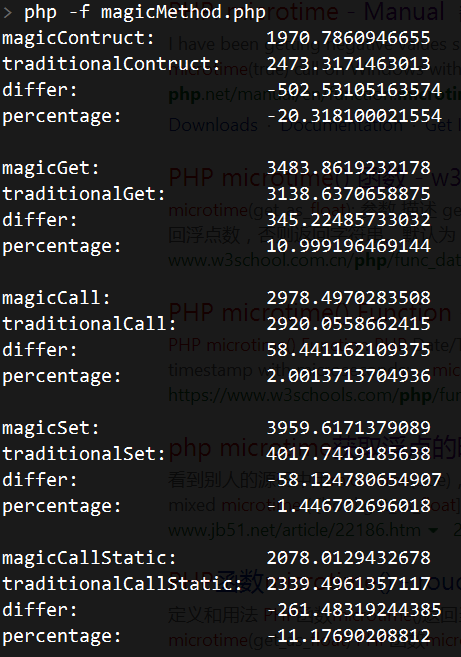 > php -f magicMethod.php
magicContruct: 1970.7860946655
traditionalContruct: 2473.3171463013
differ: -502.53105163574
percentage: -20.318100021554
magicGet: 3483.8619232178
traditionalGet: 3138.6370658875
differ: 345.22485733032
percentage: 10.999196469144
magicCall: 2978.4970283508
traditionalCall: 2920.0558662415
differ: 58.441162109375
percentage: 2.0013713704936
magicSet: 3959.6171379089
traditionalSet: 4017.7419185638
differ: -58.124780654907
percentage: -1.446702696018
magicCallStatic: 2078.0129432678
traditionalCallStatic: 2339.4961357117
differ: -261.48319244385
percentage: -11.17690208812